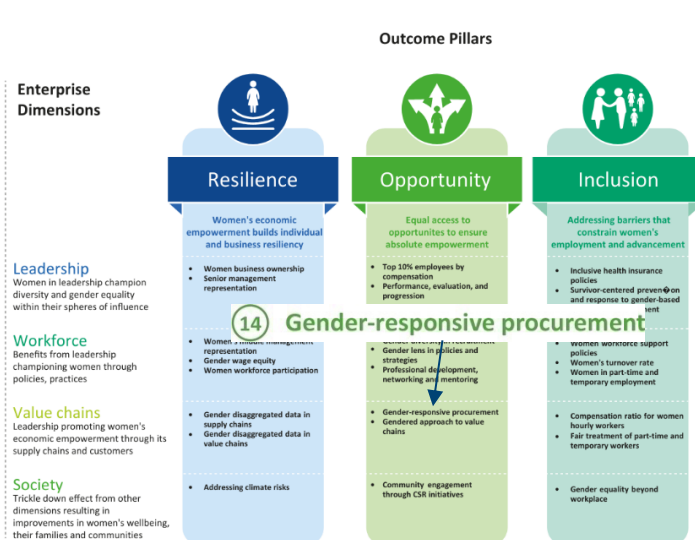 Outcome Pillars
Enterprise
Dimensions
Resilience
Opportunity
Inclusion
Women's economic
empowerment builds individual
and business resiliency
Equal access to
opportunites to ensure
absolute empowerment
Addressing barriers that
constrain women's
employment and advancement
Leadership
Women in leadership champion
diversity and gender equality
within their spheres of influence
• Women business ownership
• Senior management
representation
• Top 10% employees by
compensation
• Performance, evaluation, and
progression
• Inclusive health insurance
policies
• Survivor-centered preven�on
and response to gender-based
14 Gender-responsive procurement
Workforce
Benefits from leadership
championing women through
policies, practices
representation
• Gender wage equity
• Women workforce participation
• Gender lens in policies and
strategies
• Professional development,
networking and mentoring
• Women workforce support
policies
• Women's turnover rate
• Women in part-time and
temporary employment
Value chains
Leadership promoting women's
economic empowerment through its
supply chains and customers
• Gender disaggregated data in
supply chains
• Gender disaggregated data in
value chains
• Gender-responsive procurement
• Gendered approach to value
chains
• Compensation ratio for women
hourly workers
• Fair treatment of part-time and
temporary workers
Society
Trickle down effect from other
dimensions resulting in
improvements in women's wellbeing,
their families and communities
• Addressing climate risks
• Community engagement
through CSR initiatives
• Gender equality beyond
workplace